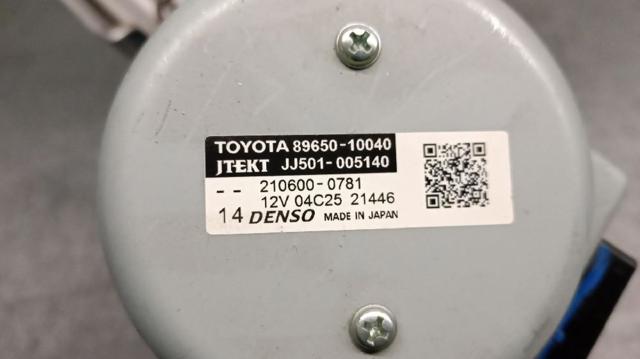 TOYOTA 89650-10040
JTEKT JJ501-005140
-- 210600-0781
12V 04C25 21446
14 DENSO MADE IN JAPAN